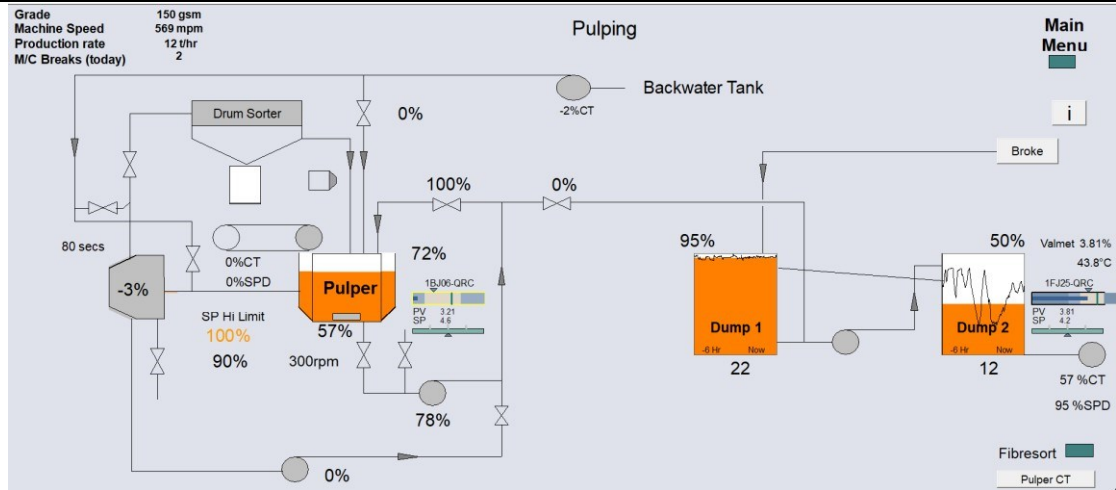 Grade 150 gsm
Machine Speed 569 mpm
Production rate 12 t/hr
M/C Breaks (today) 2
Pulping
Main
Menu
Backwater Tank
-2%CT
i
Drum Sorter
0%
Broke
100%
0%
80 secs
0%CT
0%SPD
72%
95%
50%
Valmet 3.81%
43.8°C
-3%
Pulper
1BJ06-QRC
PV 3.21
SP 4.6
1FJ25-QRC
PV 3.81
SP 4.2
SP Hi Limit
100%
90%
57%
300rpm
Dump 1
-6 Hr Now
22
Dump 2
-6 Hr Now
12
57 %CT
95 %SPD
78%
0%
Fibresort
Pulper CT